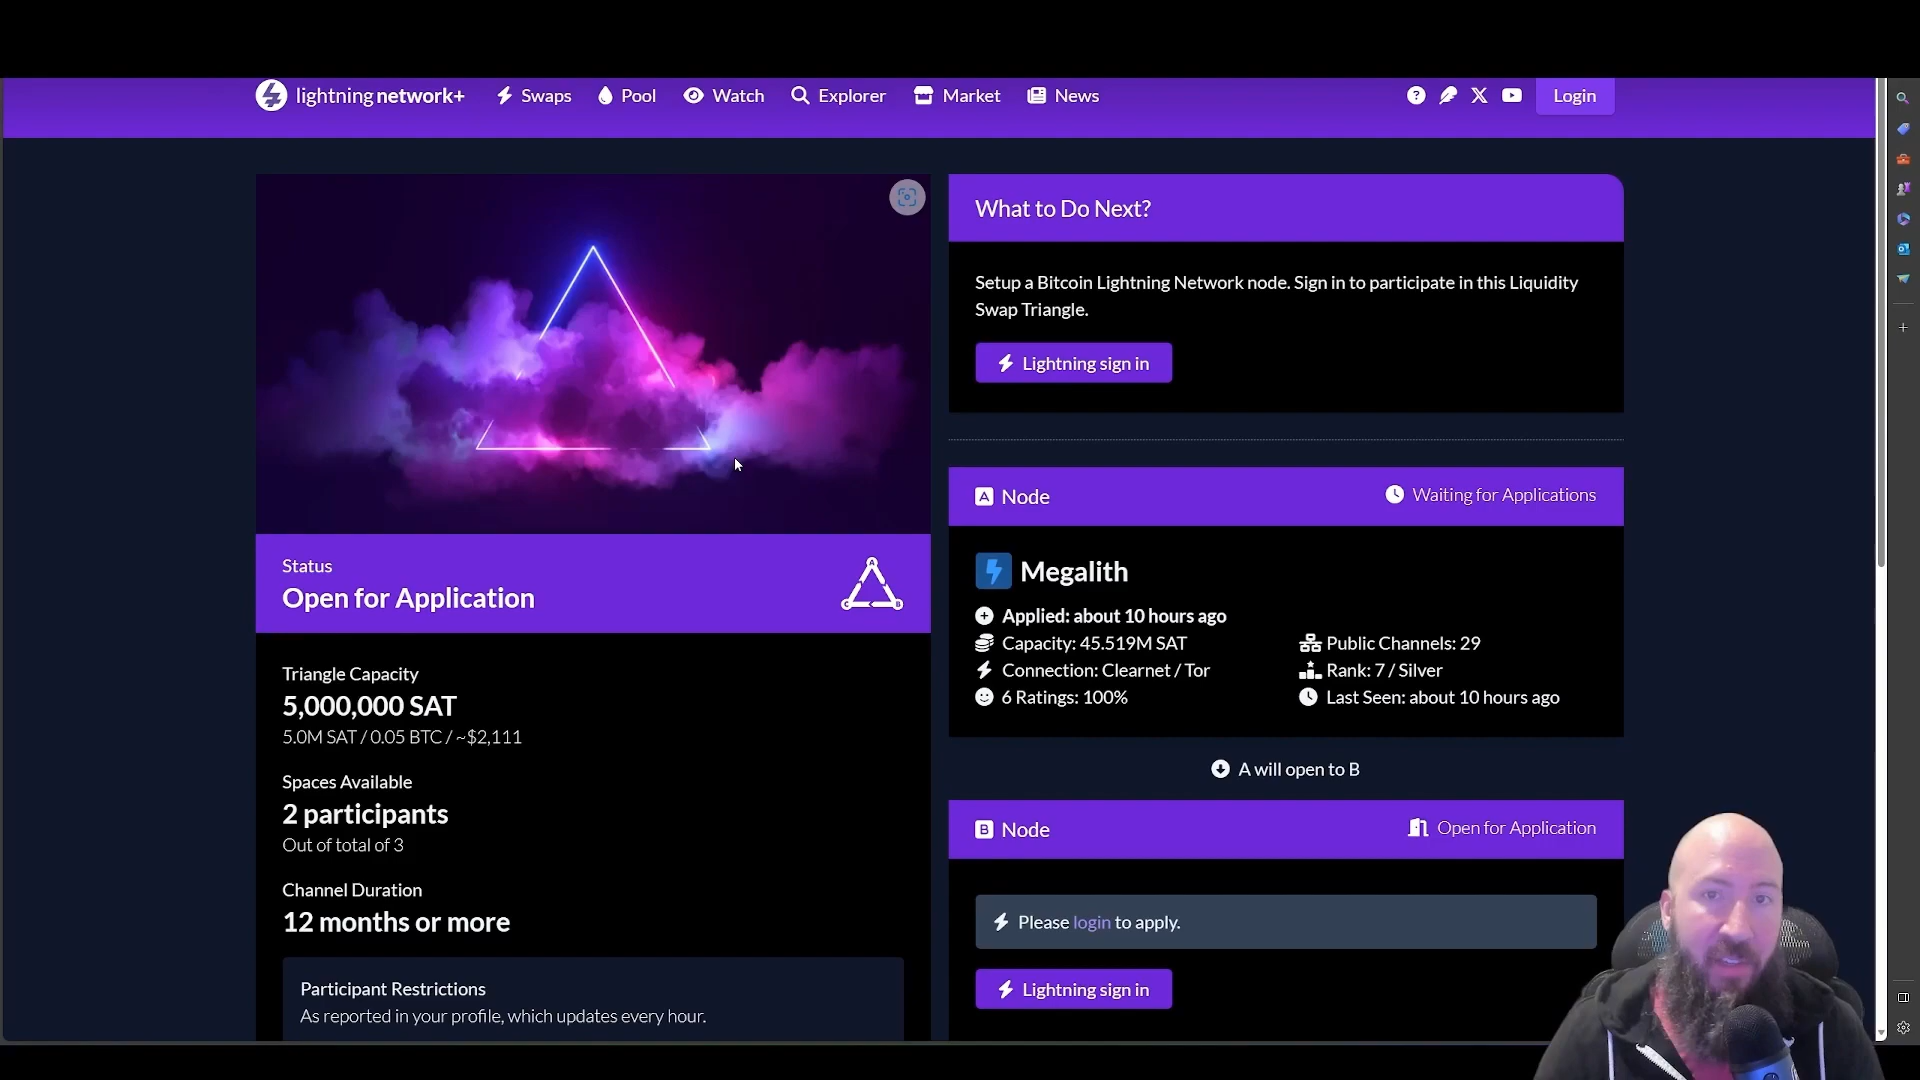 lightning network+
Swaps
Pool
Watch
Explorer
Market
News
Login
What to Do Next?
Setup a Bitcoin Lightning Network node. Sign in to participate in this Liquidity
Swap Triangle.
Lightning sign in
Status
Open for Application
A
C
B
Triangle Capacity
5,000,000 SAT
5.0M SAT / 0.05 BTC / ~$2,111
Spaces Available
2 participants
Out of total of 3
Channel Duration
12 months or more
Participant Restrictions
As reported in your profile, which updates every hour.
A Node
Waiting for Applications
Megalith
Applied: about 10 hours ago
Capacity: 45.519M SAT
Public Channels: 29
Connection: Clearnet / Tor
Rank: 7 / Silver
6 Ratings: 100%
Last Seen: about 10 hours ago
A will open to B
B Node
Open for Application
Please login to apply.
Lightning sign in